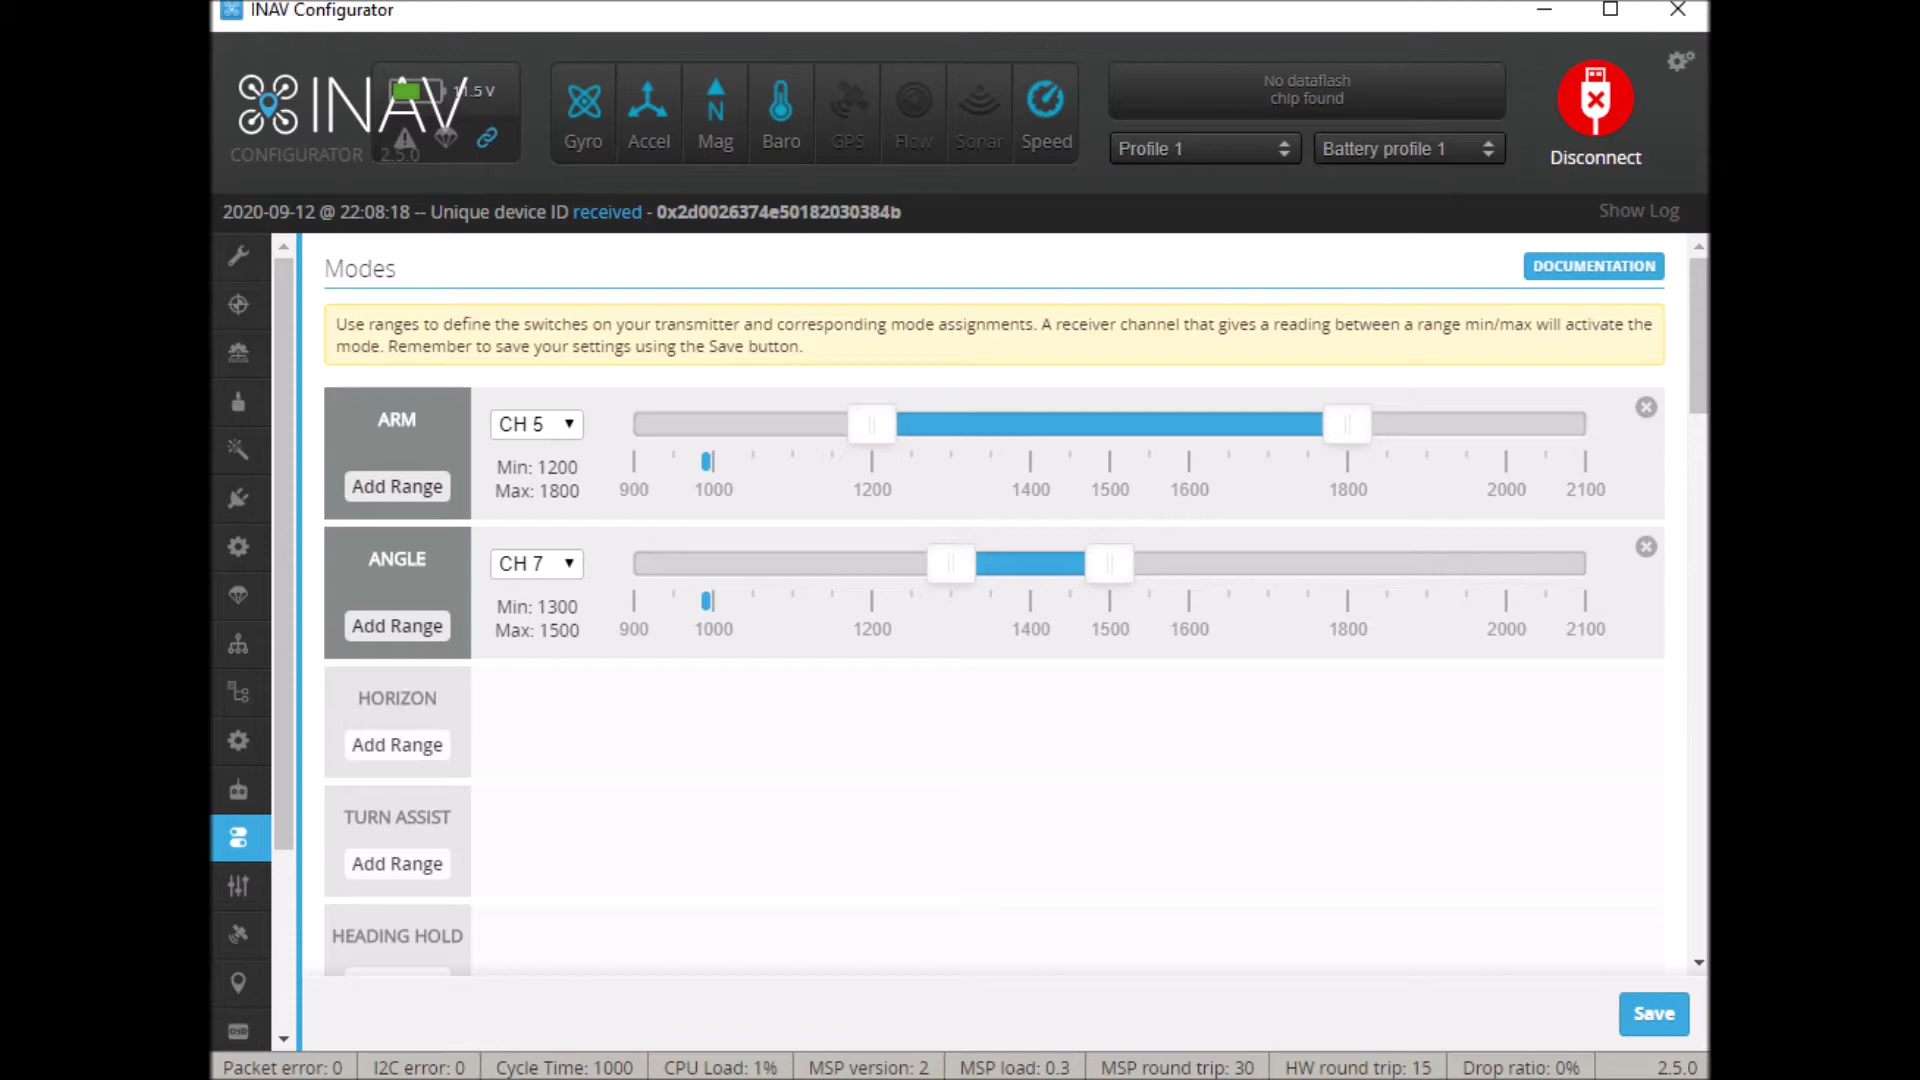 INAV Configurator
INAV
CONFIGURATOR 2.5.0
11.5 V
Gyro Accel Mag Baro GPS Flow Sonar Speed
No dataflash
chip found
Profile 1 Battery profile 1
Disconnect
2020-09-12 @ 22:08:18 -- Unique device ID received - 0x2d0026374e50182030384b
Show Log
Modes
DOCUMENTATION
Use ranges to define the switches on your transmitter and corresponding mode assignments. A receiver channel that gives a reading between a range min/max will activate the
mode. Remember to save your settings using the Save button.
ARM
Add Range
CH 5
Min: 1200
Max: 1800
900 1000 1200 1400 1500 1600 1800 2000 2100
ANGLE
Add Range
CH 7
Min: 1300
Max: 1500
900 1000 1200 1400 1500 1600 1800 2000 2100
HORIZON
Add Range
TURN ASSIST
Add Range
HEADING HOLD
OSD
Save
Packet error: 0 I2C error: 0 Cycle Time: 1000 CPU Load: 1% MSP version: 2 MSP load: 0.3 MSP round trip: 30 HW round trip: 15 Drop ratio: 0% 2.5.0